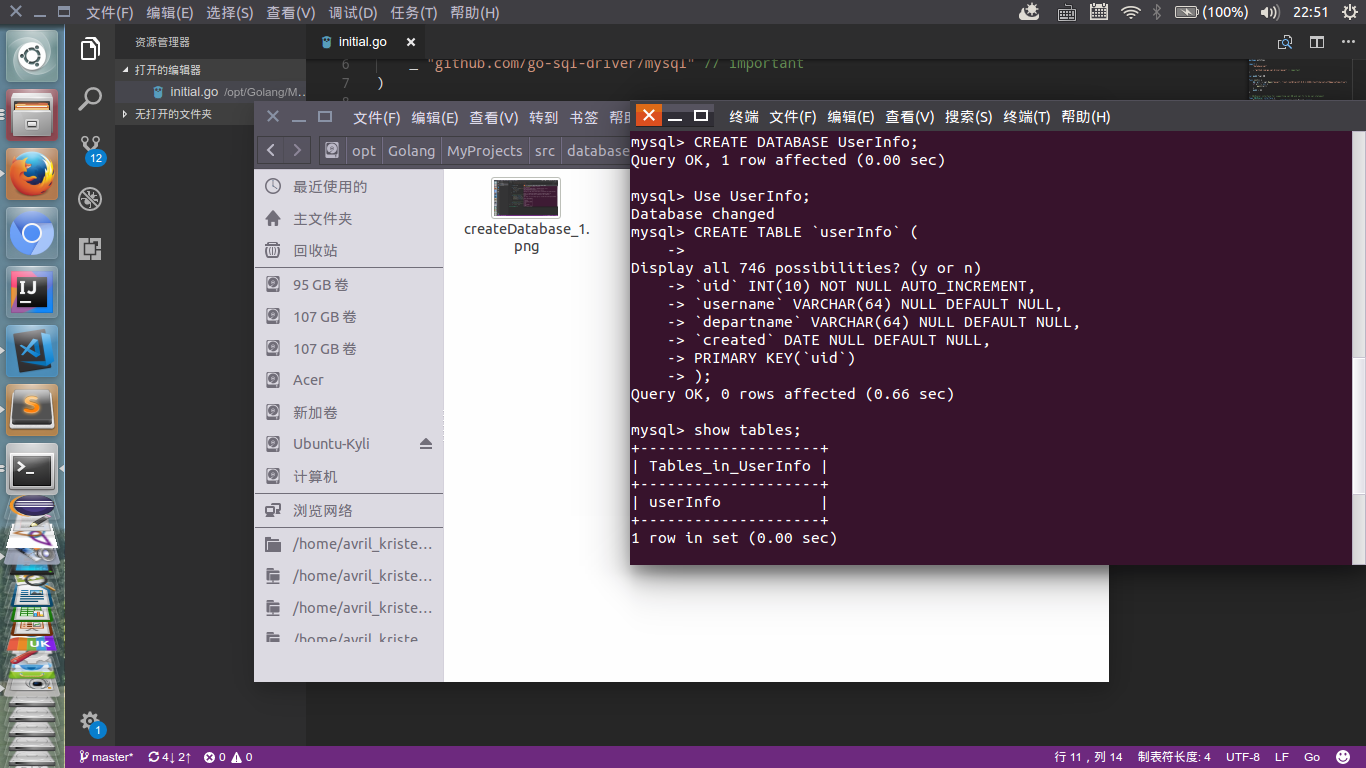 文件(F) 编辑(E) 选择(S) 查看(V) 调试(D) 任务(T) 帮助(H)
(100%) 22:51
资源管理器
打开的编辑器
initial.go /opt/Golang/M...
无打开的文件夹
initial.go
6 _ "github.com/go-sql-driver/mysql" // important
7 )
12
1
文件(F) 编辑(E) 查看(V) 转到 书签
opt Golang MyProjects src database
最近使用的
主文件夹
回收站
95 GB 卷
107 GB 卷
107 GB 卷
Acer
新加卷
Ubuntu-Kyli
计算机
浏览网络
/home/avril_kriste...
/home/avril_kriste...
/home/avril_kriste...
/home/avril_kriste
createDatabase_1.
png
终端 文件(F) 编辑(E) 查看(V) 搜索(S) 终端(T) 帮助(H)
mysql> CREATE DATABASE UserInfo;
Query OK, 1 row affected (0.00 sec)
mysql> Use UserInfo;
Database changed
mysql> CREATE TABLE `userInfo` (
->
Display all 746 possibilities? (y or n)
-> `uid` INT(10) NOT NULL AUTO_INCREMENT,
-> `username` VARCHAR(64) NULL DEFAULT NULL,
-> `departname` VARCHAR(64) NULL DEFAULT NULL,
-> `created` DATE NULL DEFAULT NULL,
-> PRIMARY KEY(`uid`)
-> );
Query OK, 0 rows affected (0.66 sec)
mysql> show tables;
+--------------------+
| Tables_in_UserInfo |
+--------------------+
| userInfo           |
+--------------------+
1 row in set (0.00 sec)
IJ
S
UK
master* 4↓ 2↑ 0 0
行 11，列 14 制表符长度: 4 UTF-8 LF Go